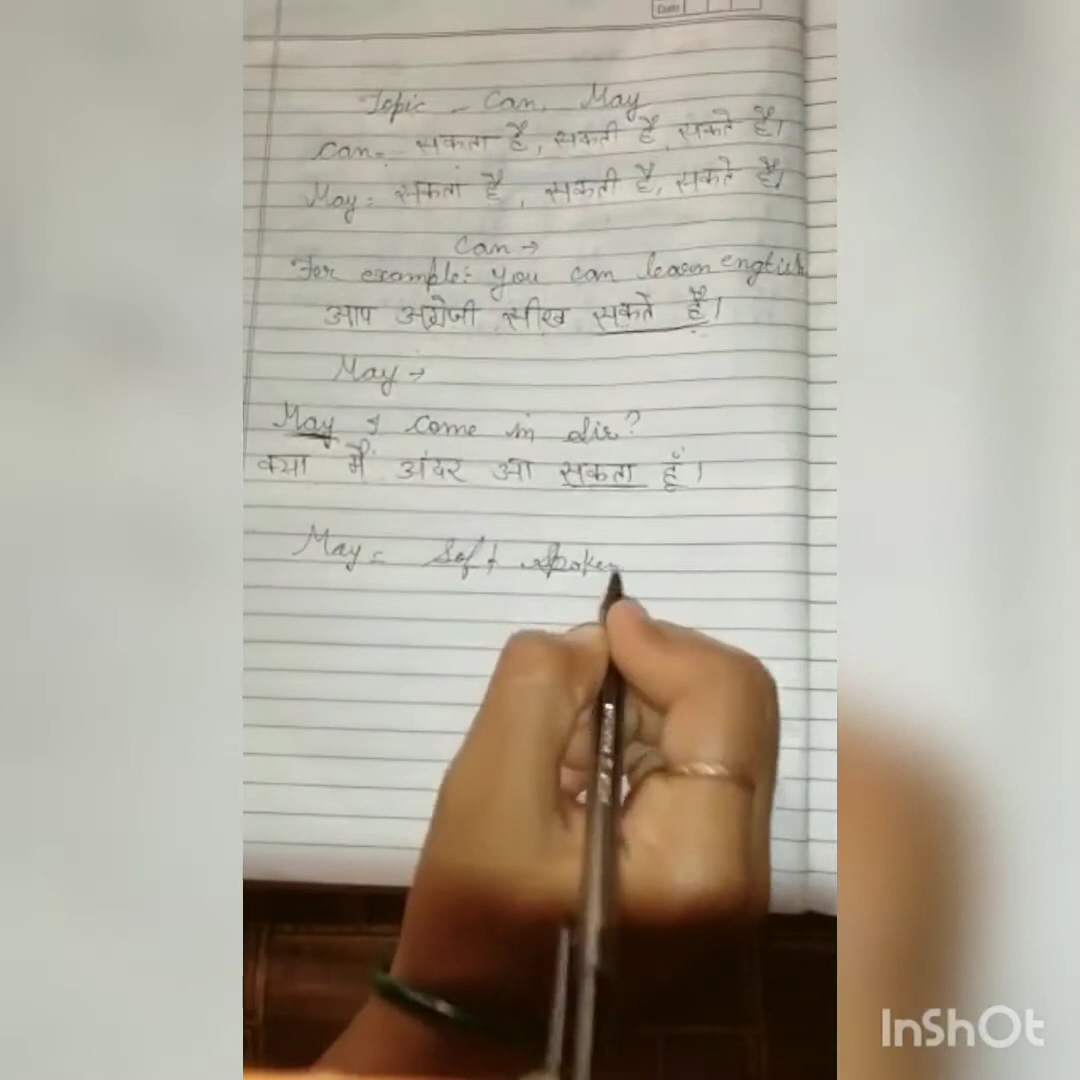 Date
Topic - Can, May
Can = सकता है, सकती है, सकते है।
May = सकता है, सकती है, सकते है।
Can →
For example: you can learn english
आप अंग्रेजी सीख सकते है।
May →
May I come in sir?
क्या मैं अंदर आ सकता हूँ।
May = Soft spoken
InShOt